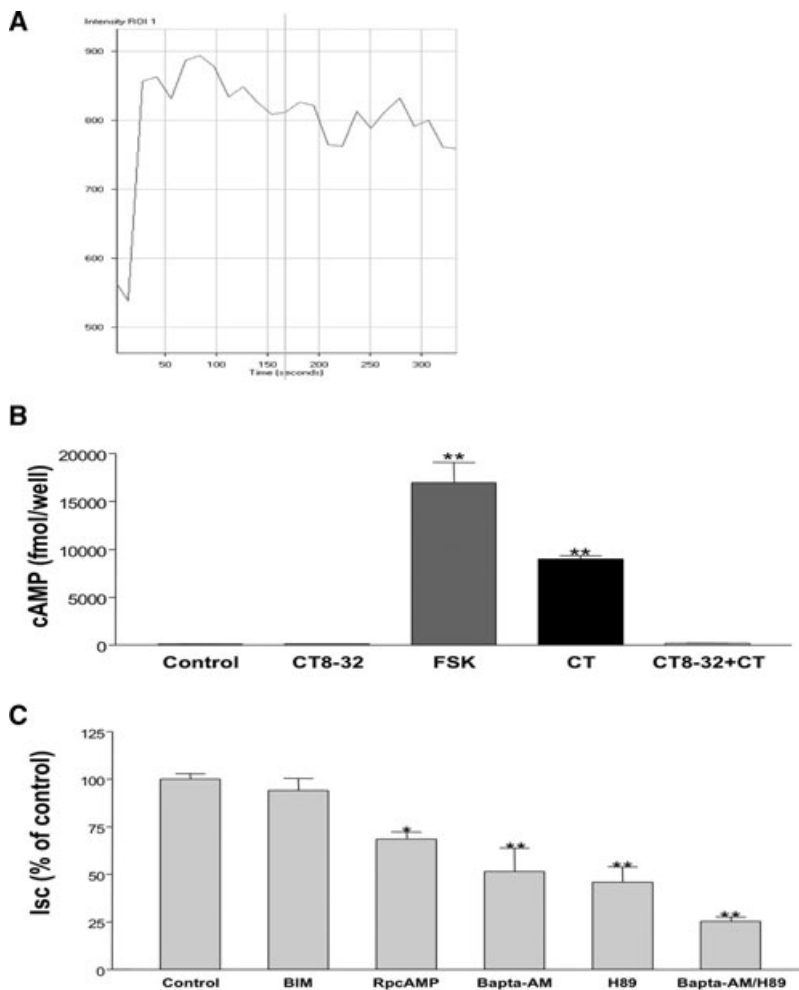 A
Intensity ROI 1
900
800
700
600
500
50 100 150 200 250 300
Time (seconds)
B
cAMP (fmol/well)
20000
15000
10000
5000
0
**
**
Control CT8-32 FSK CT CT8-32+CT
C
Isc (% of control)
125
100
75
50
25
0
*
**
**
**
Control BIM RpcAMP Bapta-AM H89 Bapta-AM/H89